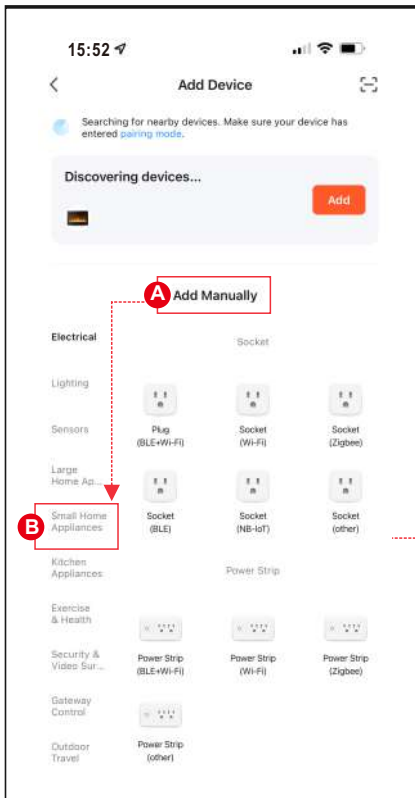 15:52
Add Device
Searching for nearby devices. Make sure your device has
entered pairing mode.
Discovering devices...
Add
A
Add Manually
Electrical
Lighting
Sensors
Large
Home Ap...
B
Small Home
Appliances
Kitchen
Appliances
Exercise
& Health
Security &
Video Sur...
Gateway
Control
Outdoor
Travel
Socket
Plug
(BLE+Wi-Fi)
Socket
(Wi-Fi)
Socket
(Zigbee)
Socket
(BLE)
Socket
(NB-IoT)
Socket
(other)
Power Strip
Power Strip
(BLE+Wi-Fi)
Power Strip
(Wi-Fi)
Power Strip
(Zigbee)
Power Strip
(other)